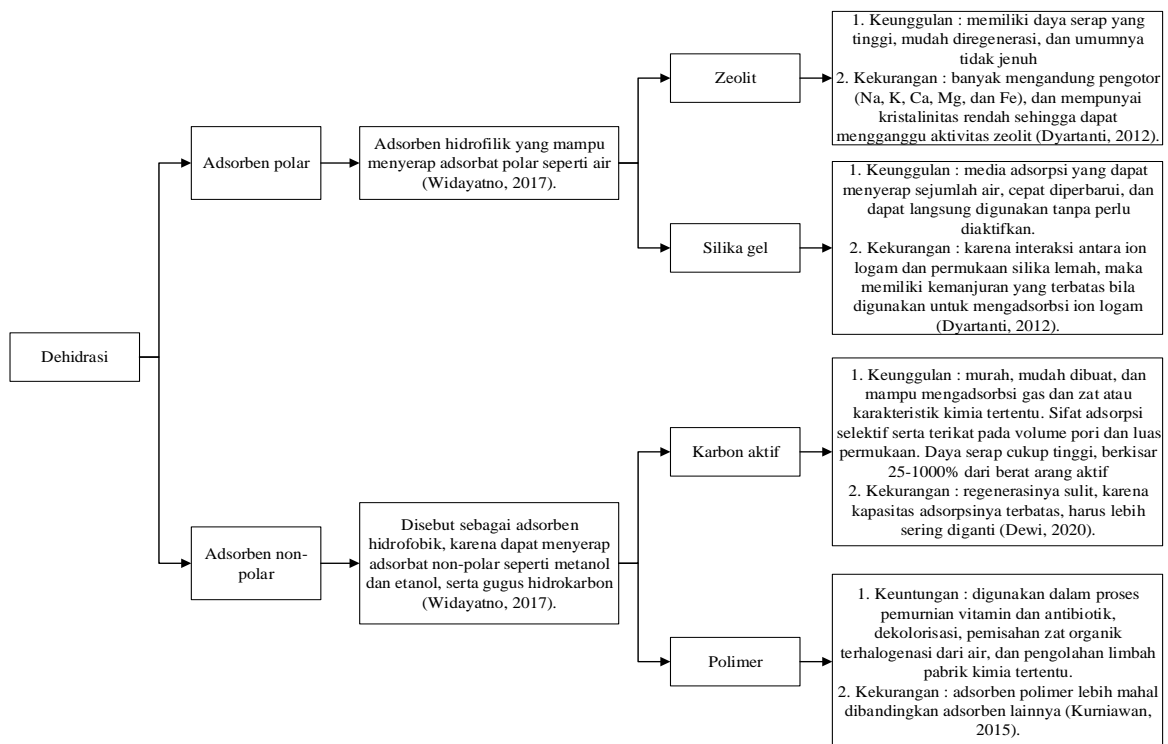 Dehidrasi
Adsorben polar
Adsorben hidrofilik yang mampu
menyerap adsorbat polar seperti air
(Widayatno, 2017).
Zeolit
1. Keunggulan : memiliki daya serap yang
tinggi, mudah diregenerasi, dan umumnya
tidak jenuh
2. Kekurangan : banyak mengandung pengotor
(Na, K, Ca, Mg, dan Fe), dan mempunyai
kristalinitas rendah sehingga dapat
mengganggu aktivitas zeolit (Dyartanti, 2012).
Silika gel
1. Keunggulan : media adsorpsi yang dapat
menyerap sejumlah air, cepat diperbarui, dan
dapat langsung digunakan tanpa perlu
diaktifkan.
2. Kekurangan : karena interaksi antara ion
logam dan permukaan silika lemah, maka
memiliki kemanjuran yang terbatas bila
digunakan untuk mengadsorbsi ion logam
(Dyartanti, 2012).
Adsorben non-
polar
Disebut sebagai adsorben
hidrofobik, karena dapat menyerap
adsorbat non-polar seperti metanol
dan etanol, serta gugus hidrokarbon
(Widayatno, 2017).
Karbon aktif
1. Keunggulan : murah, mudah dibuat, dan
mampu mengadsorbsi gas dan zat atau
karakteristik kimia tertentu. Sifat adsorpsi
selektif serta terikat pada volume pori dan luas
permukaan. Daya serap cukup tinggi, berkisar
25-1000% dari berat arang aktif
2. Kekurangan : regenerasinya sulit, karena
kapasitas adsorpsinya terbatas, harus lebih
sering diganti (Dewi, 2020).
Polimer
1. Keuntungan : digunakan dalam proses
pemurnian vitamin dan antibiotik,
dekolorisasi, pemisahan zat organik
terhalogenasi dari air, dan pengolahan limbah
pabrik kimia tertentu.
2. Kekurangan : adsorben polimer lebih mahal
dibandingkan adsorben lainnya (Kurniawan,
2015).